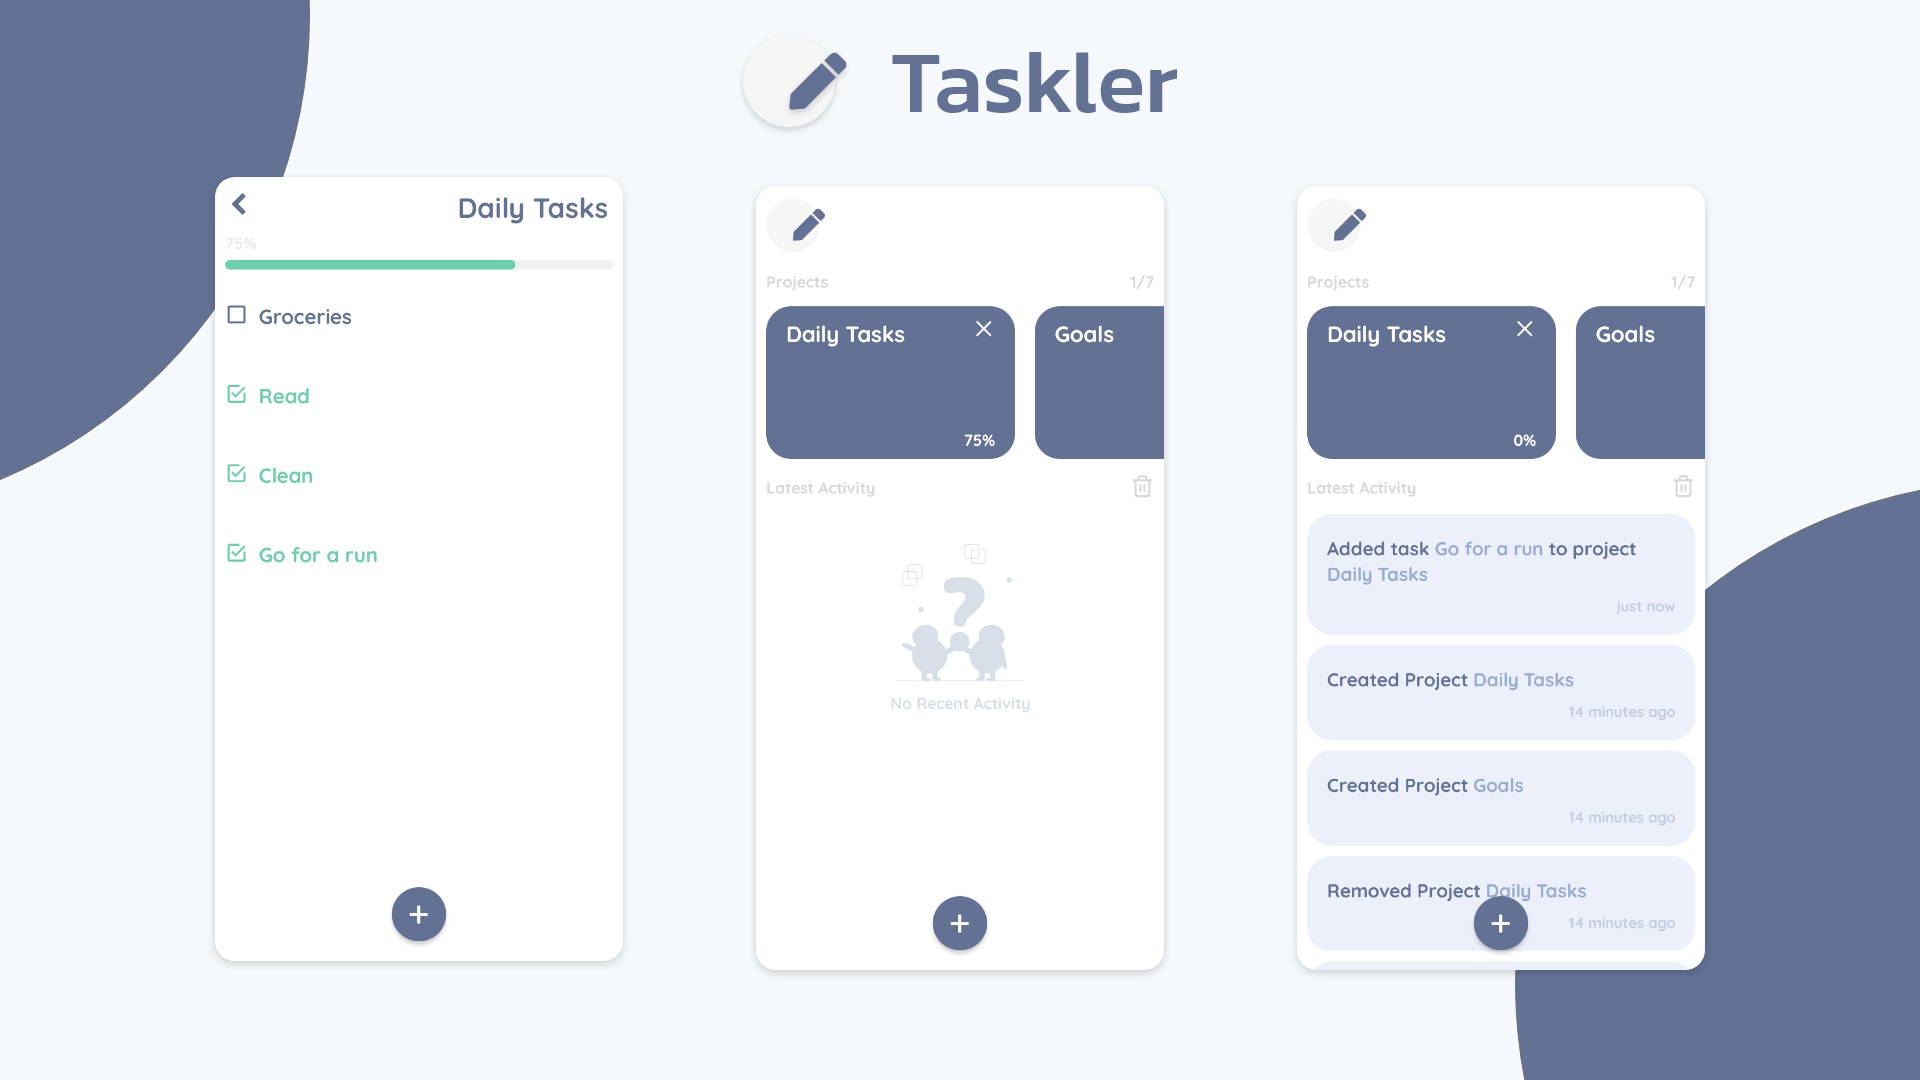 Taskler
Daily Tasks
75%
Groceries
Read
Clean
Go for a run
Projects
1/7
Daily Tasks
75%
Goals
Latest Activity
?
No Recent Activity
Projects
1/7
Daily Tasks
0%
Goals
Latest Activity
Added task Go for a run to project
Daily Tasks
just now
Created Project Daily Tasks
14 minutes ago
Created Project Goals
14 minutes ago
Removed Project Daily Tasks
14 minutes ago